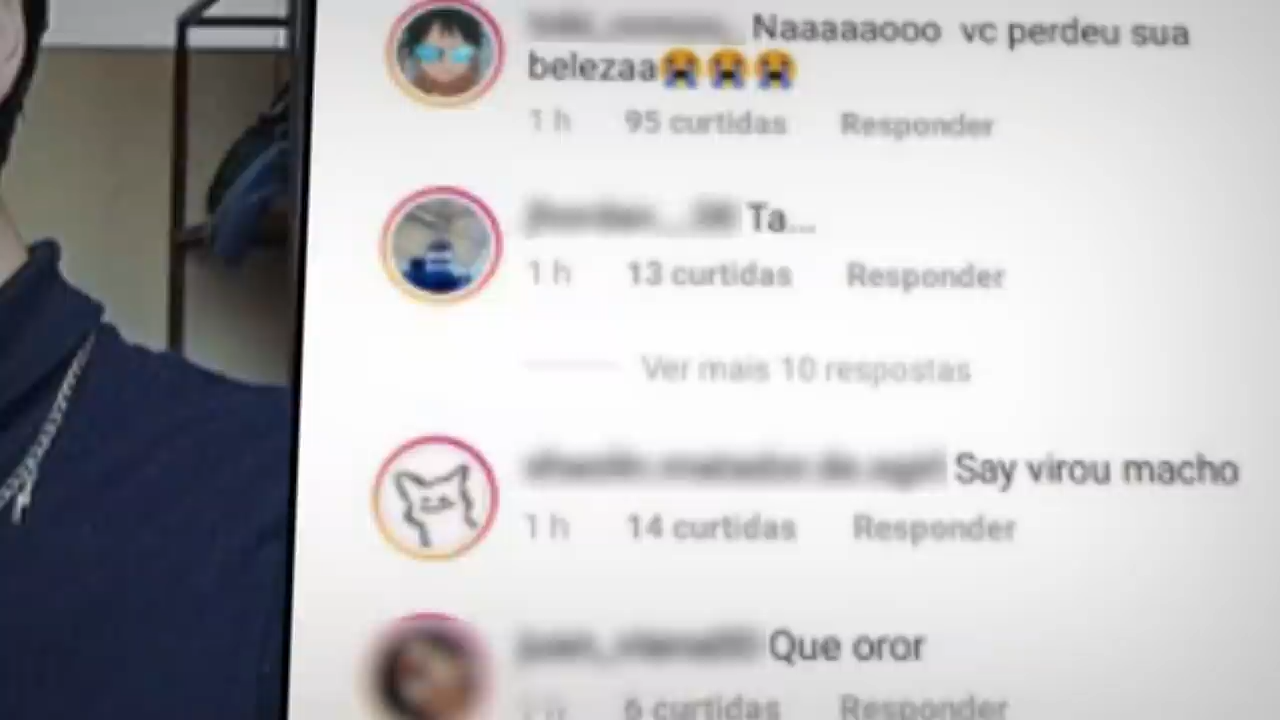 Naaaaaooo vc perdeu sua
belezaa😭😭😭
1 h 95 curtidas Responder
Ta...
1 h 13 curtidas Responder
Ver mais 10 respostas
Say virou macho
1 h 14 curtidas Responder
Que oror
6 curtidas Responder